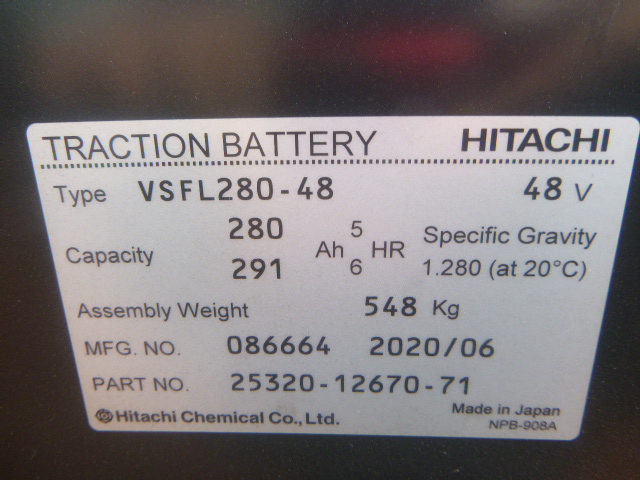 TRACTION BATTERY HITACHI
Type VSFL280-48 48 V
Capacity 280 Ah 5 HR Specific Gravity
291 6 1.280 (at 20°C)
Assembly Weight 548 Kg
MFG. NO. 086664 2020/06
PART NO. 25320-12670-71
Hitachi Chemical Co., Ltd. Made in Japan
NPB-908A